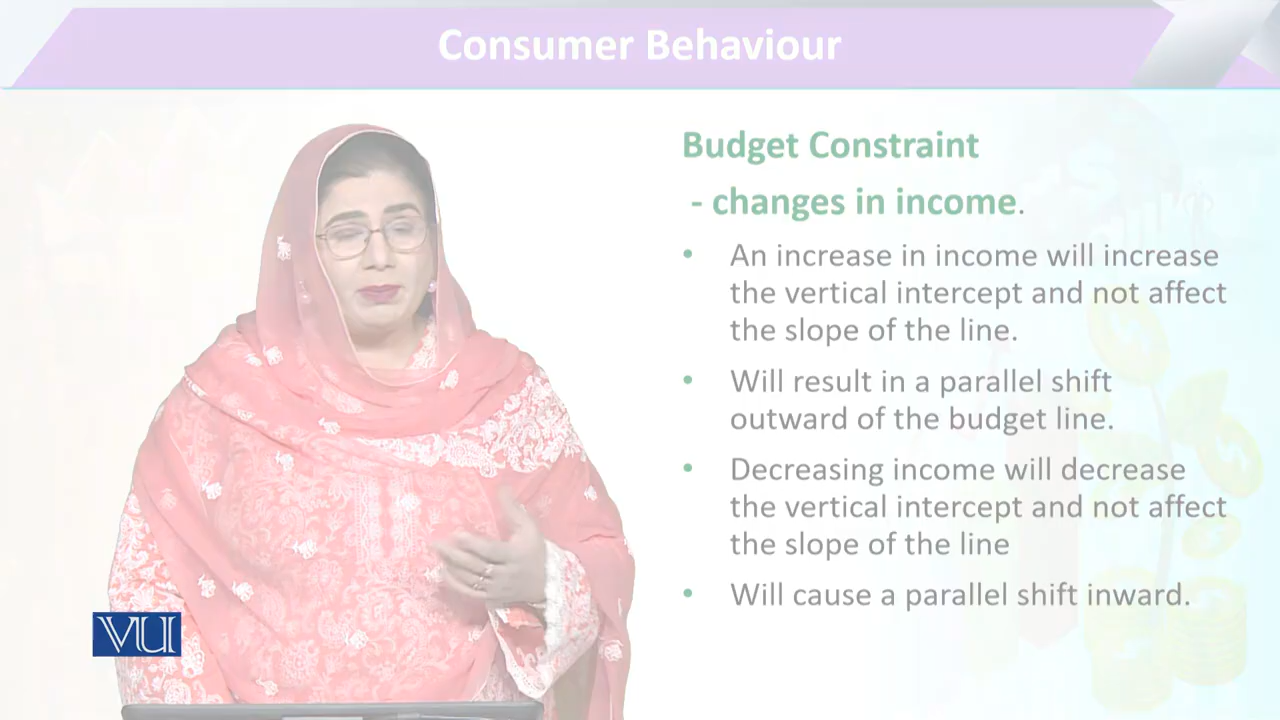 Consumer Behaviour
Budget Constraint
- changes in income.
• An increase in income will increase
the vertical intercept and not affect
the slope of the line.
• Will result in a parallel shift
outward of the budget line.
• Decreasing income will decrease
the vertical intercept and not affect
the slope of the line
• Will cause a parallel shift inward.
VU